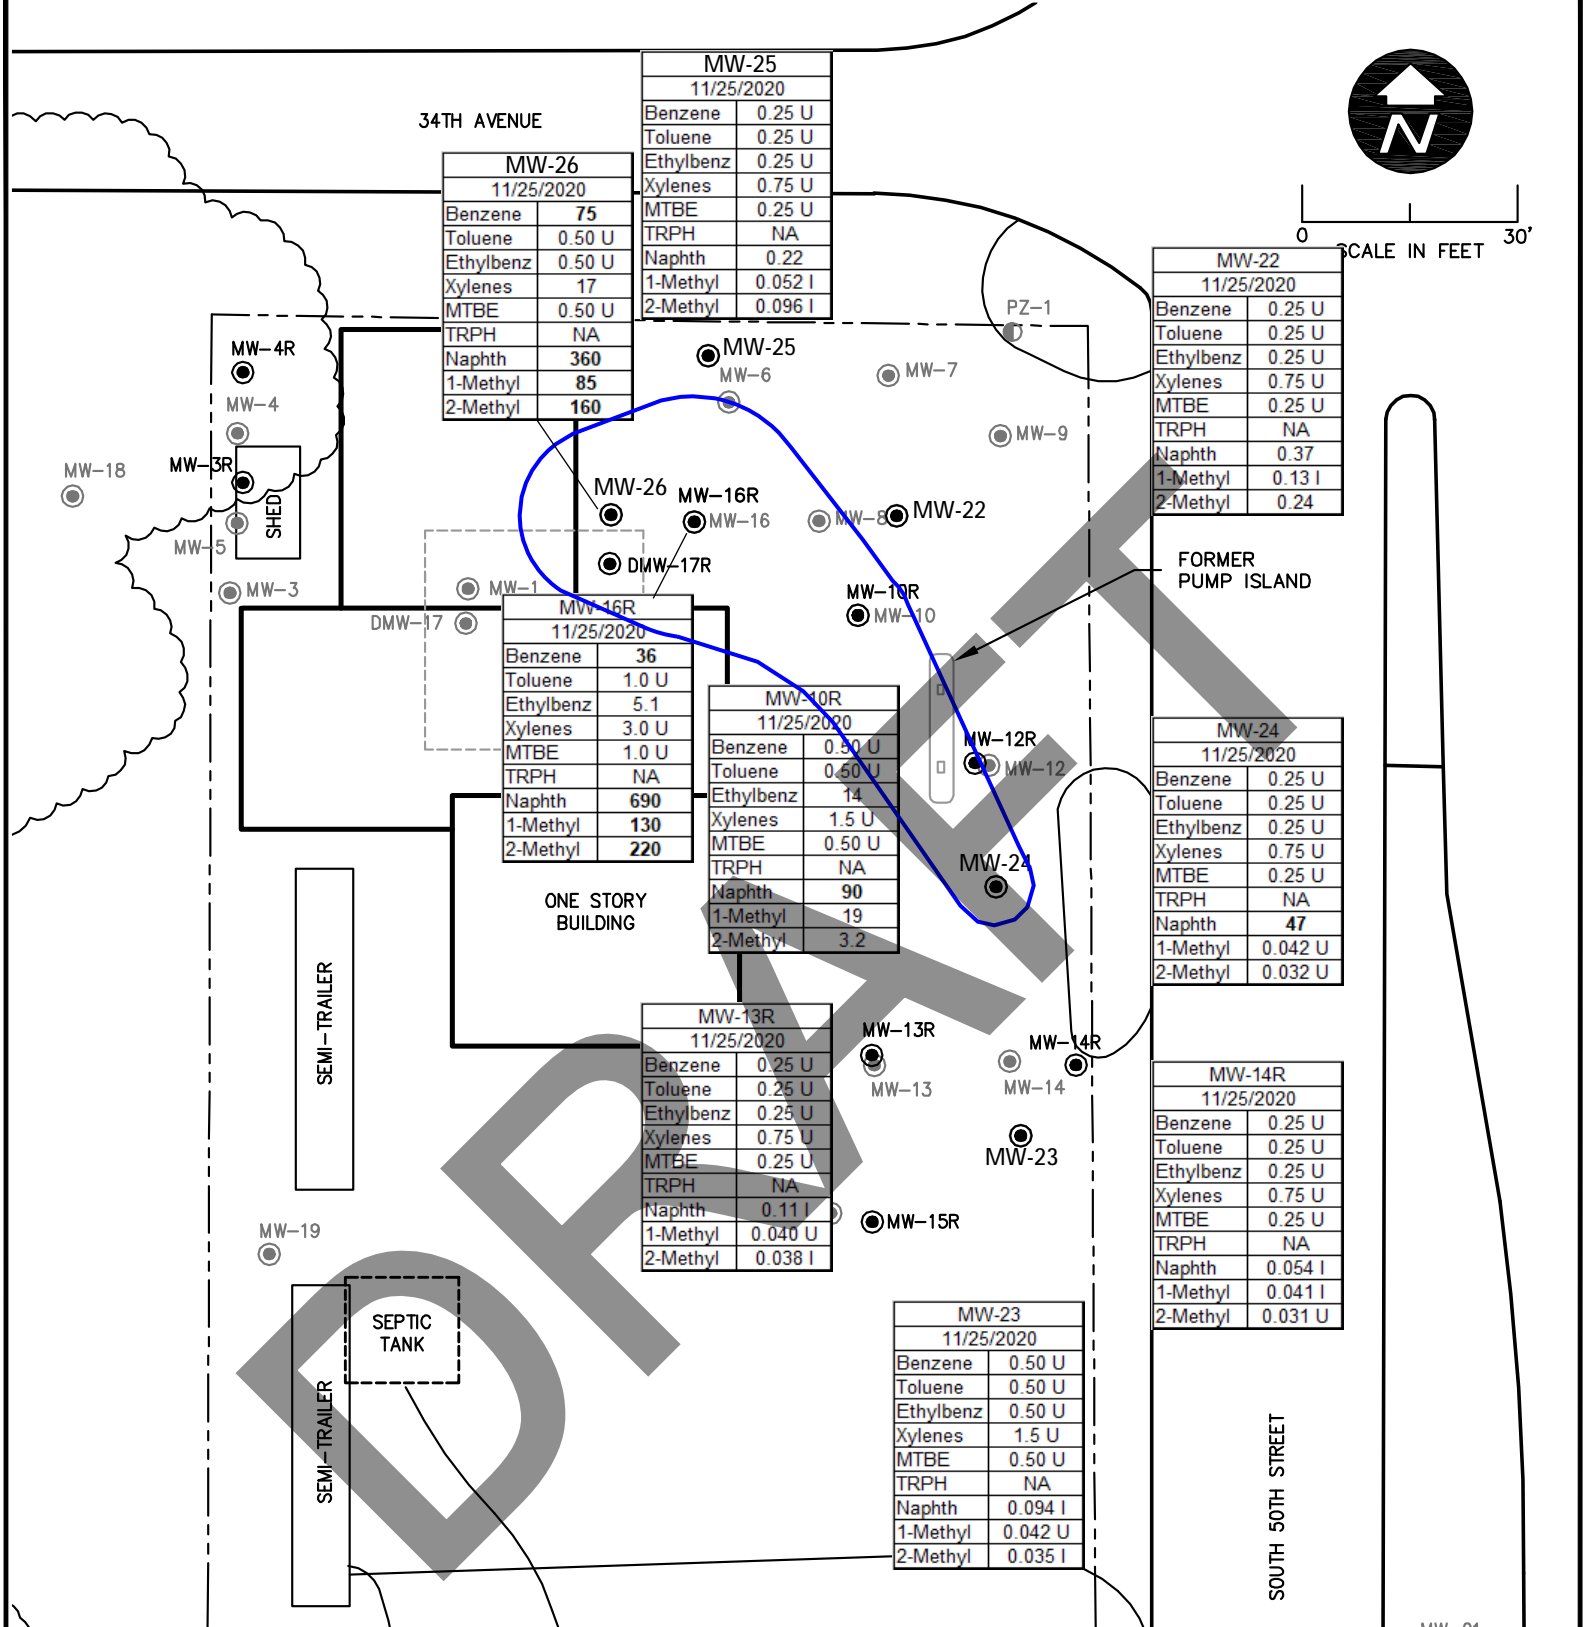 34TH AVENUE
N
0 SCALE IN FEET 30'
MW-25
11/25/2020
Benzene 0.25 U
Toluene 0.25 U
Ethylbenz 0.25 U
Xylenes 0.75 U
MTBE 0.25 U
TRPH NA
Naphth 0.22
1-Methyl 0.052 I
2-Methyl 0.096 I
MW-26
11/25/2020
Benzene 75
Toluene 0.50 U
Ethylbenz 0.50 U
Xylenes 17
MTBE 0.50 U
TRPH NA
Naphth 360
1-Methyl 85
2-Methyl 160
MW-22
11/25/2020
Benzene 0.25 U
Toluene 0.25 U
Ethylbenz 0.25 U
Xylenes 0.75 U
MTBE 0.25 U
TRPH NA
Naphth 0.37
1-Methyl 0.13 I
2-Methyl 0.24
PZ-1
MW-4R
MW-25
MW-6
MW-7
MW-4
MW-9
MW-18
MW-3R
SHED
MW-5
MW-26
MW-16R
MW-16
MW-8
MW-22
DMW-17R
FORMER
PUMP ISLAND
MW-3
MW-1
DMW-17
MW-10R
MW-10
MW-16R
11/25/2020
Benzene 36
Toluene 1.0 U
Ethylbenz 5.1
Xylenes 3.0 U
MTBE 1.0 U
TRPH NA
Naphth 690
1-Methyl 130
2-Methyl 220
MW-10R
11/25/2020
Benzene 0.50 U
Toluene 0.50 U
Ethylbenz 14
Xylenes 1.5 U
MTBE 0.50 U
TRPH NA
Naphth 90
1-Methyl 19
2-Methyl 3.2
MW-12R
MW-12
MW-24
MW-24
11/25/2020
Benzene 0.25 U
Toluene 0.25 U
Ethylbenz 0.25 U
Xylenes 0.75 U
MTBE 0.25 U
TRPH NA
Naphth 47
1-Methyl 0.042 U
2-Methyl 0.032 U
ONE STORY
BUILDING
SEMI-TRAILER
MW-13R
11/25/2020
Benzene 0.25 U
Toluene 0.25 U
Ethylbenz 0.25 U
Xylenes 0.75 U
MTBE 0.25 U
TRPH NA
Naphth 0.11 I
1-Methyl 0.040 U
2-Methyl 0.038 I
MW-13R
MW-13
MW-14R
MW-14
MW-23
MW-15R
MW-14R
11/25/2020
Benzene 0.25 U
Toluene 0.25 U
Ethylbenz 0.25 U
Xylenes 0.75 U
MTBE 0.25 U
TRPH NA
Naphth 0.054 I
1-Methyl 0.041 I
2-Methyl 0.031 U
MW-19
SEPTIC
TANK
SEMI-TRAILER
MW-23
11/25/2020
Benzene 0.50 U
Toluene 0.50 U
Ethylbenz 0.50 U
Xylenes 1.5 U
MTBE 0.50 U
TRPH NA
Naphth 0.094 I
1-Methyl 0.042 U
2-Methyl 0.035 I
SOUTH 50TH STREET
DRAFT